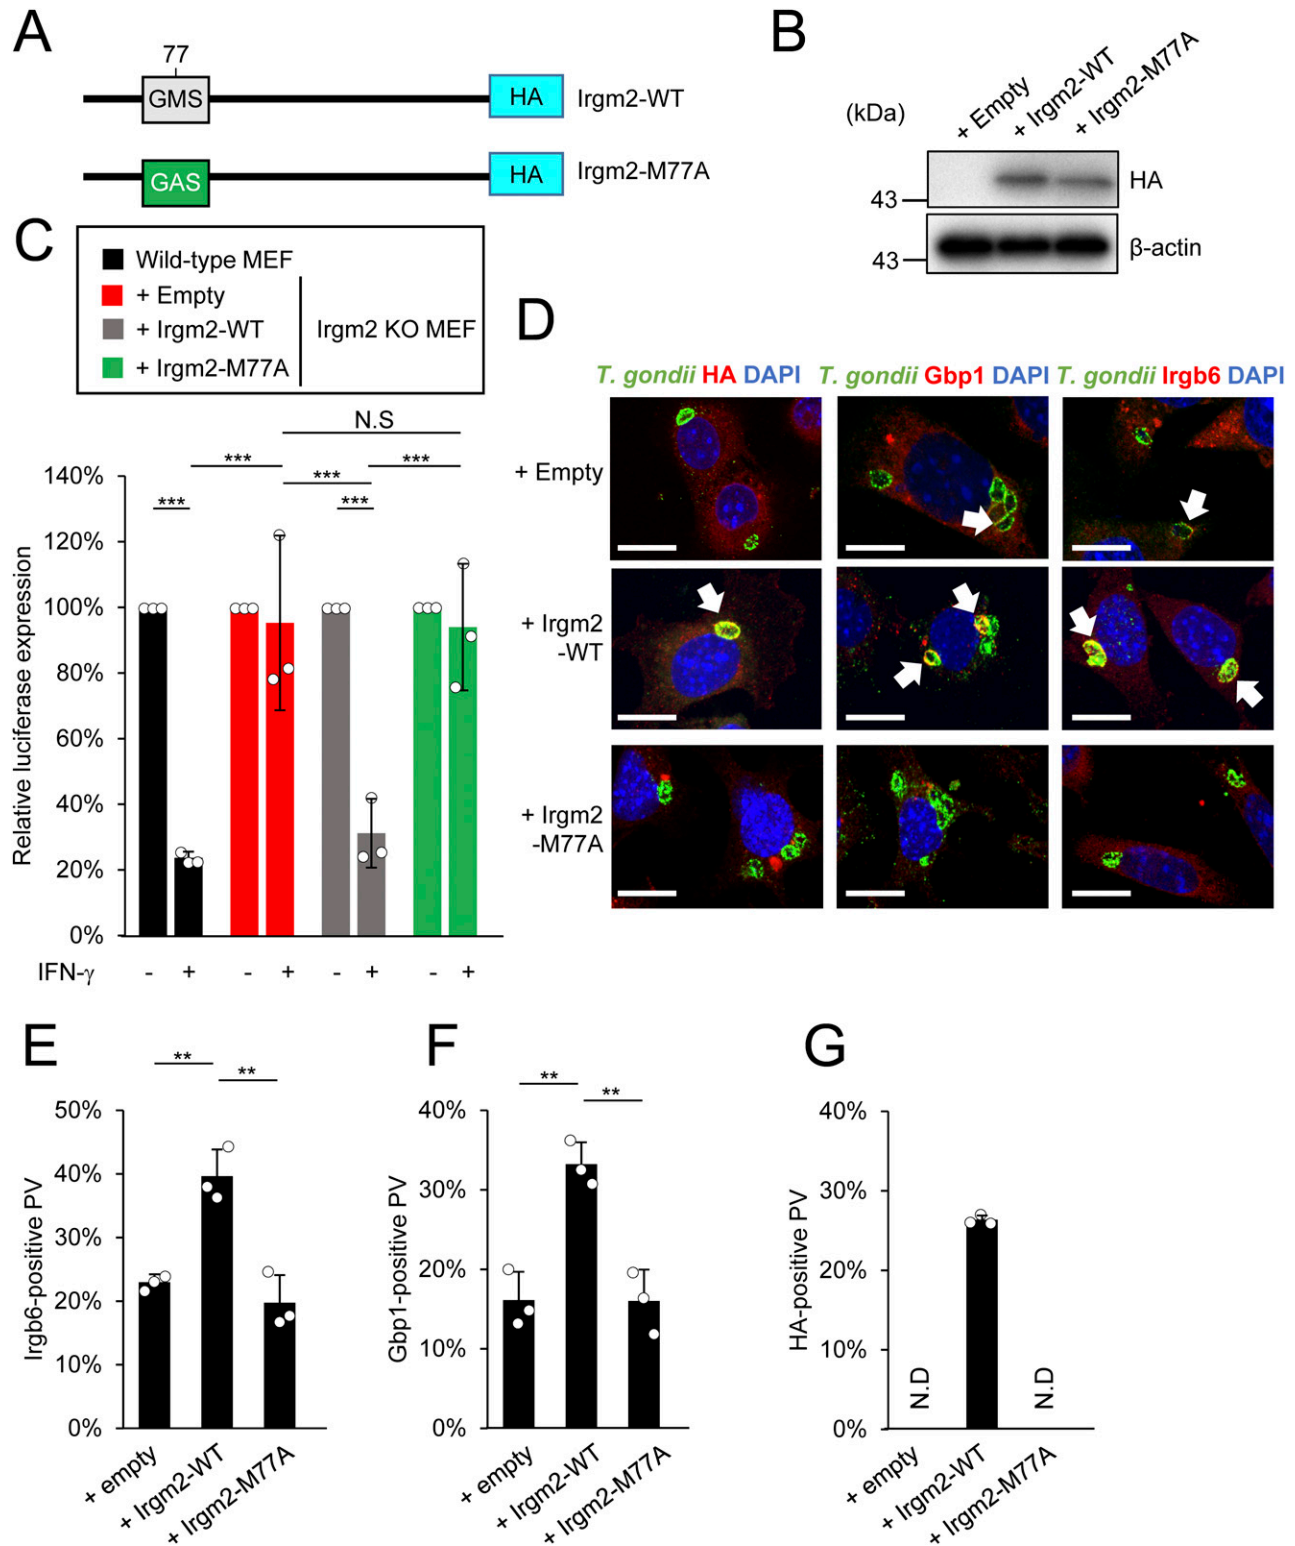 A
77
GMS
HA
Irgm2-WT
GAS
HA
Irgm2-M77A
B
(kDa)
+ Empty
+ Irgm2-WT
+ Irgm2-M77A
43
HA
43
β-actin
C
Wild-type MEF
+ Empty
+ Irgm2-WT
+ Irgm2-M77A
Irgm2 KO MEF
N.S
***
***
***
***
***
140%
120%
100%
80%
60%
40%
20%
0%
Relative luciferase expression
IFN-γ - + - + - + - +
D
T. gondii HA DAPI
T. gondii Gbp1 DAPI
T. gondii Irgb6 DAPI
+ Empty
+ Irgm2
-WT
+ Irgm2
-M77A
E
**
**
50%
40%
30%
20%
10%
0%
Irgb6-positive PV
+ empty
+ Irgm2-WT
+ Irgm2-M77A
F
**
**
40%
30%
20%
10%
0%
Gbp1-positive PV
+ empty
+ Irgm2-WT
+ Irgm2-M77A
G
40%
30%
20%
10%
0%
HA-positive PV
N.D
N.D
+ empty
+ Irgm2-WT
+ Irgm2-M77A